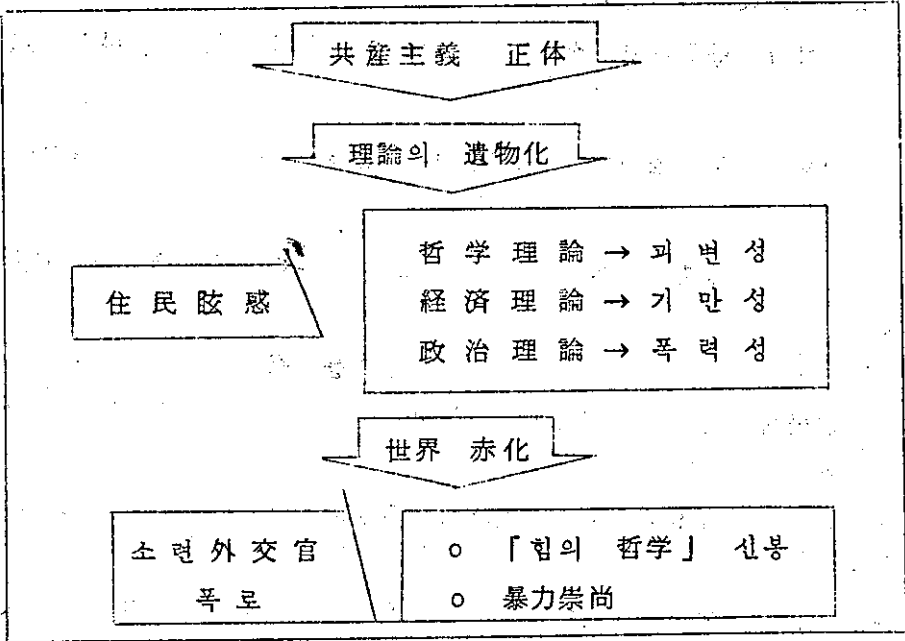 共産主義 正体
理論의 遺物化
住民眩惑
哲学理論 → 괴변성
経済理論 → 기만성
政治理論 → 폭력성
世界 赤化
소련外交官
폭로
o 「힘의 哲学」 신봉
o 暴力崇尚